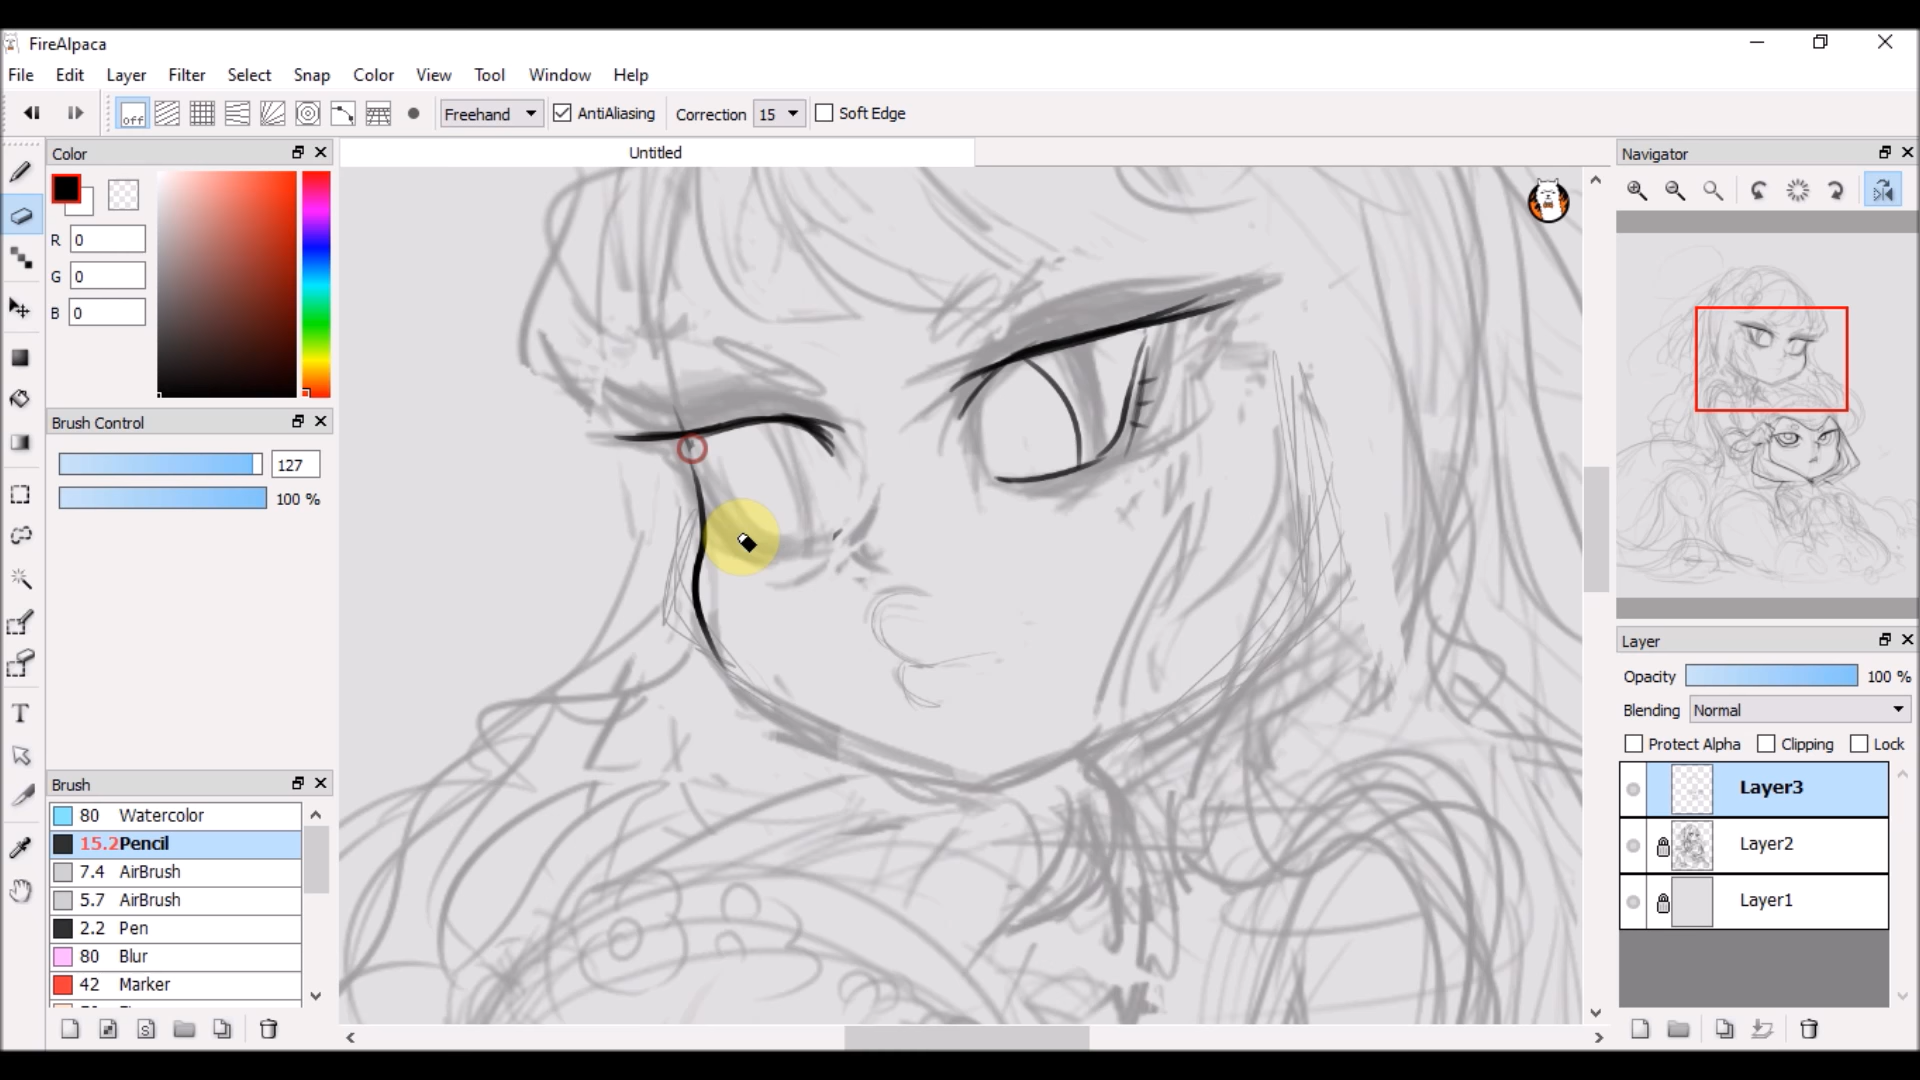 FireAlpaca
File Edit Layer Filter Select Snap Color View Tool Window Help
off Freehand AntiAliasing Correction 15 Soft Edge
Color
Untitled
Navigator
R 0
G 0
B 0
Brush Control
127
100 %
Layer
Opacity 100 %
Blending Normal
Protect Alpha Clipping Lock
Brush
80 Watercolor
15.2 Pencil
7.4 AirBrush
5.7 AirBrush
2.2 Pen
80 Blur
42 Marker
Layer3
Layer2
Layer1
S
T